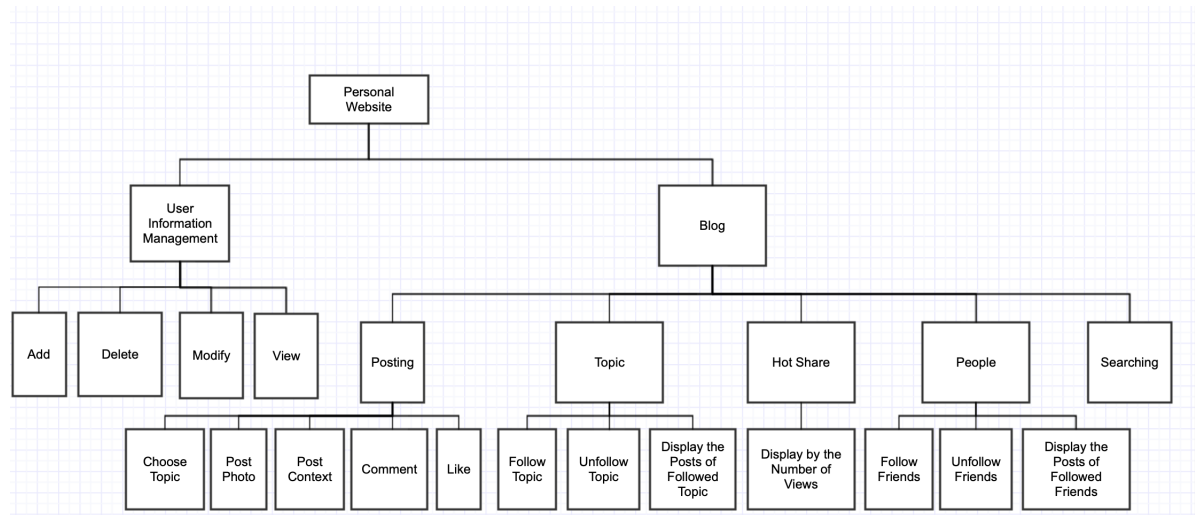 Personal
Website
User
Information
Management
Blog
Add
Delete
Modify
View
Posting
Topic
Hot Share
People
Searching
Choose
Topic
Post
Photo
Post
Context
Comment
Like
Follow
Topic
Unfollow
Topic
Display the
Posts of
Followed
Topic
Display by the
Number of
Views
Follow
Friends
Unfollow
Friends
Display the
Posts of
Followed
Friends